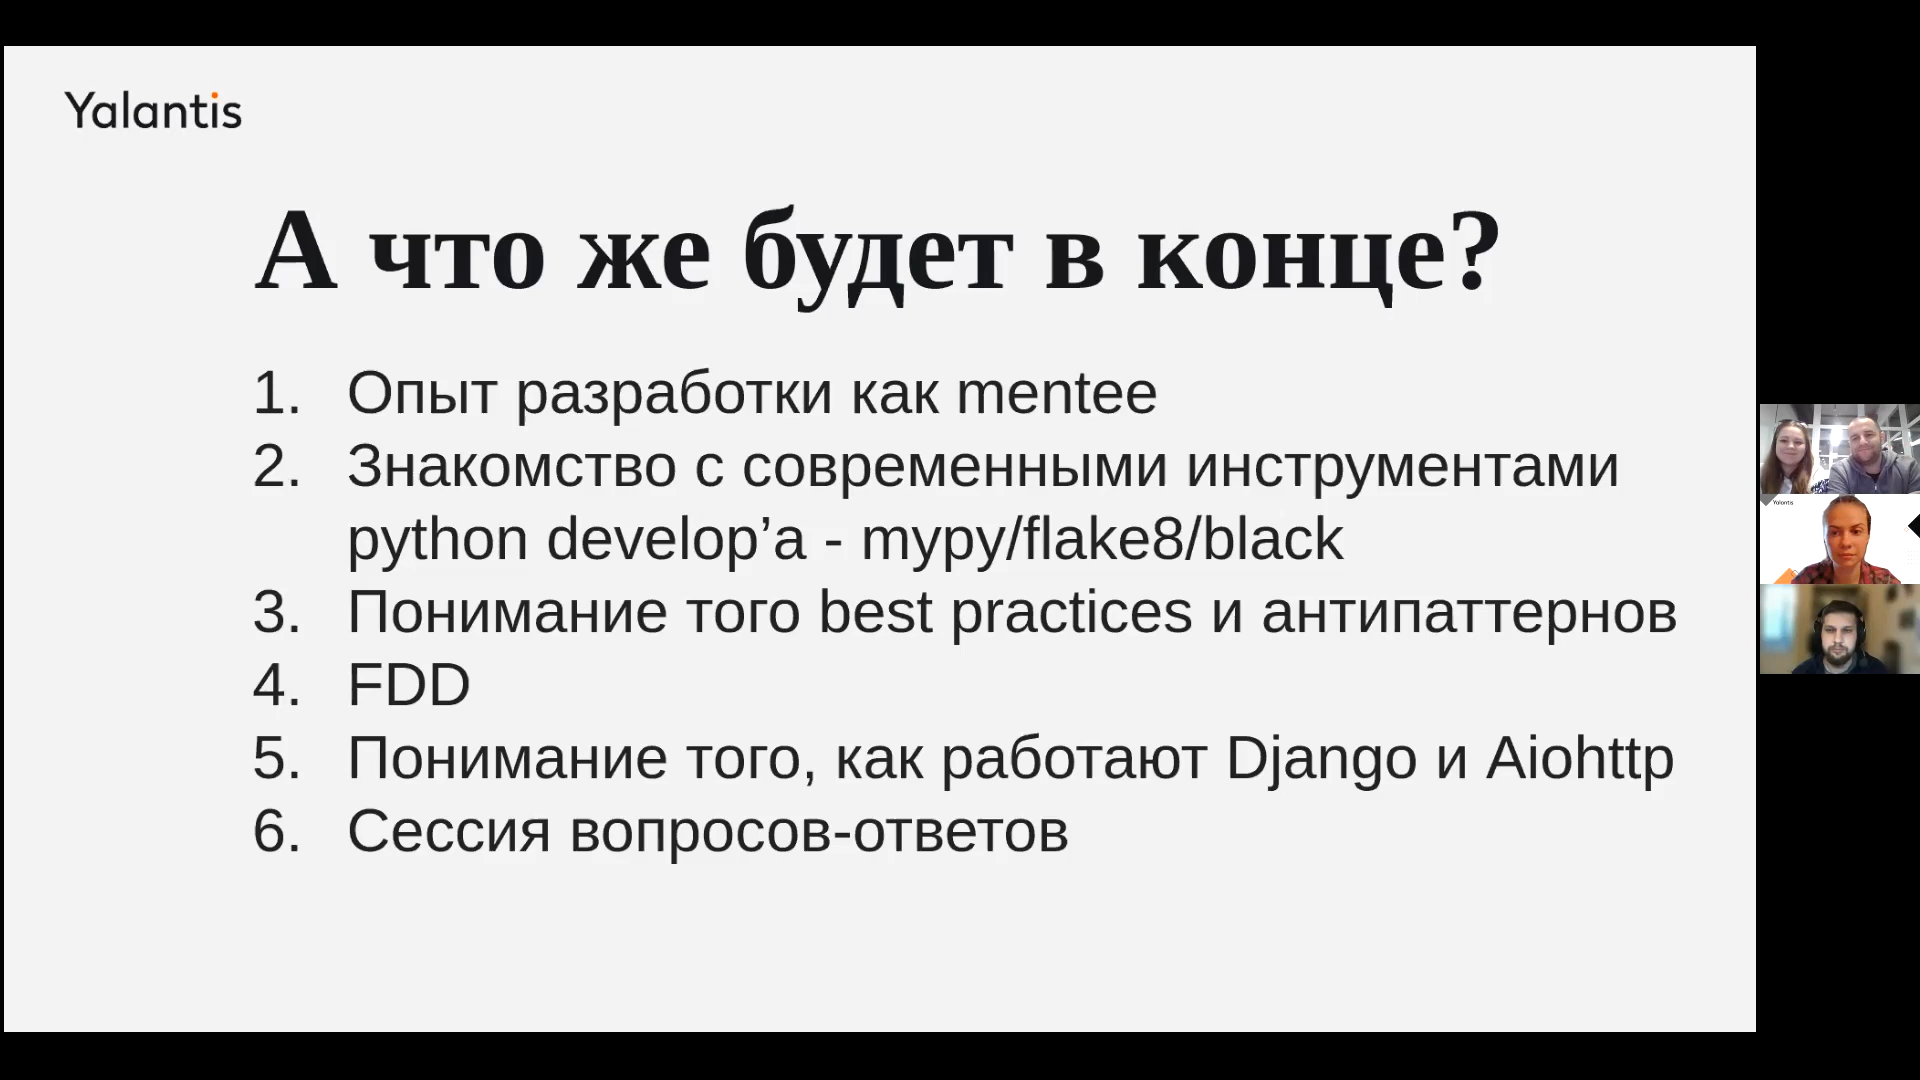 Yalantis
А что же будет в конце?
1. Опыт разработки как mentee
2. Знакомство с современными инструментами
python develop’а - mypy/flake8/black
3. Понимание того best practices и антипаттернов
4. FDD
5. Понимание того, как работают Django и Aiohttp
6. Сессия вопросов-ответов
Yalantis